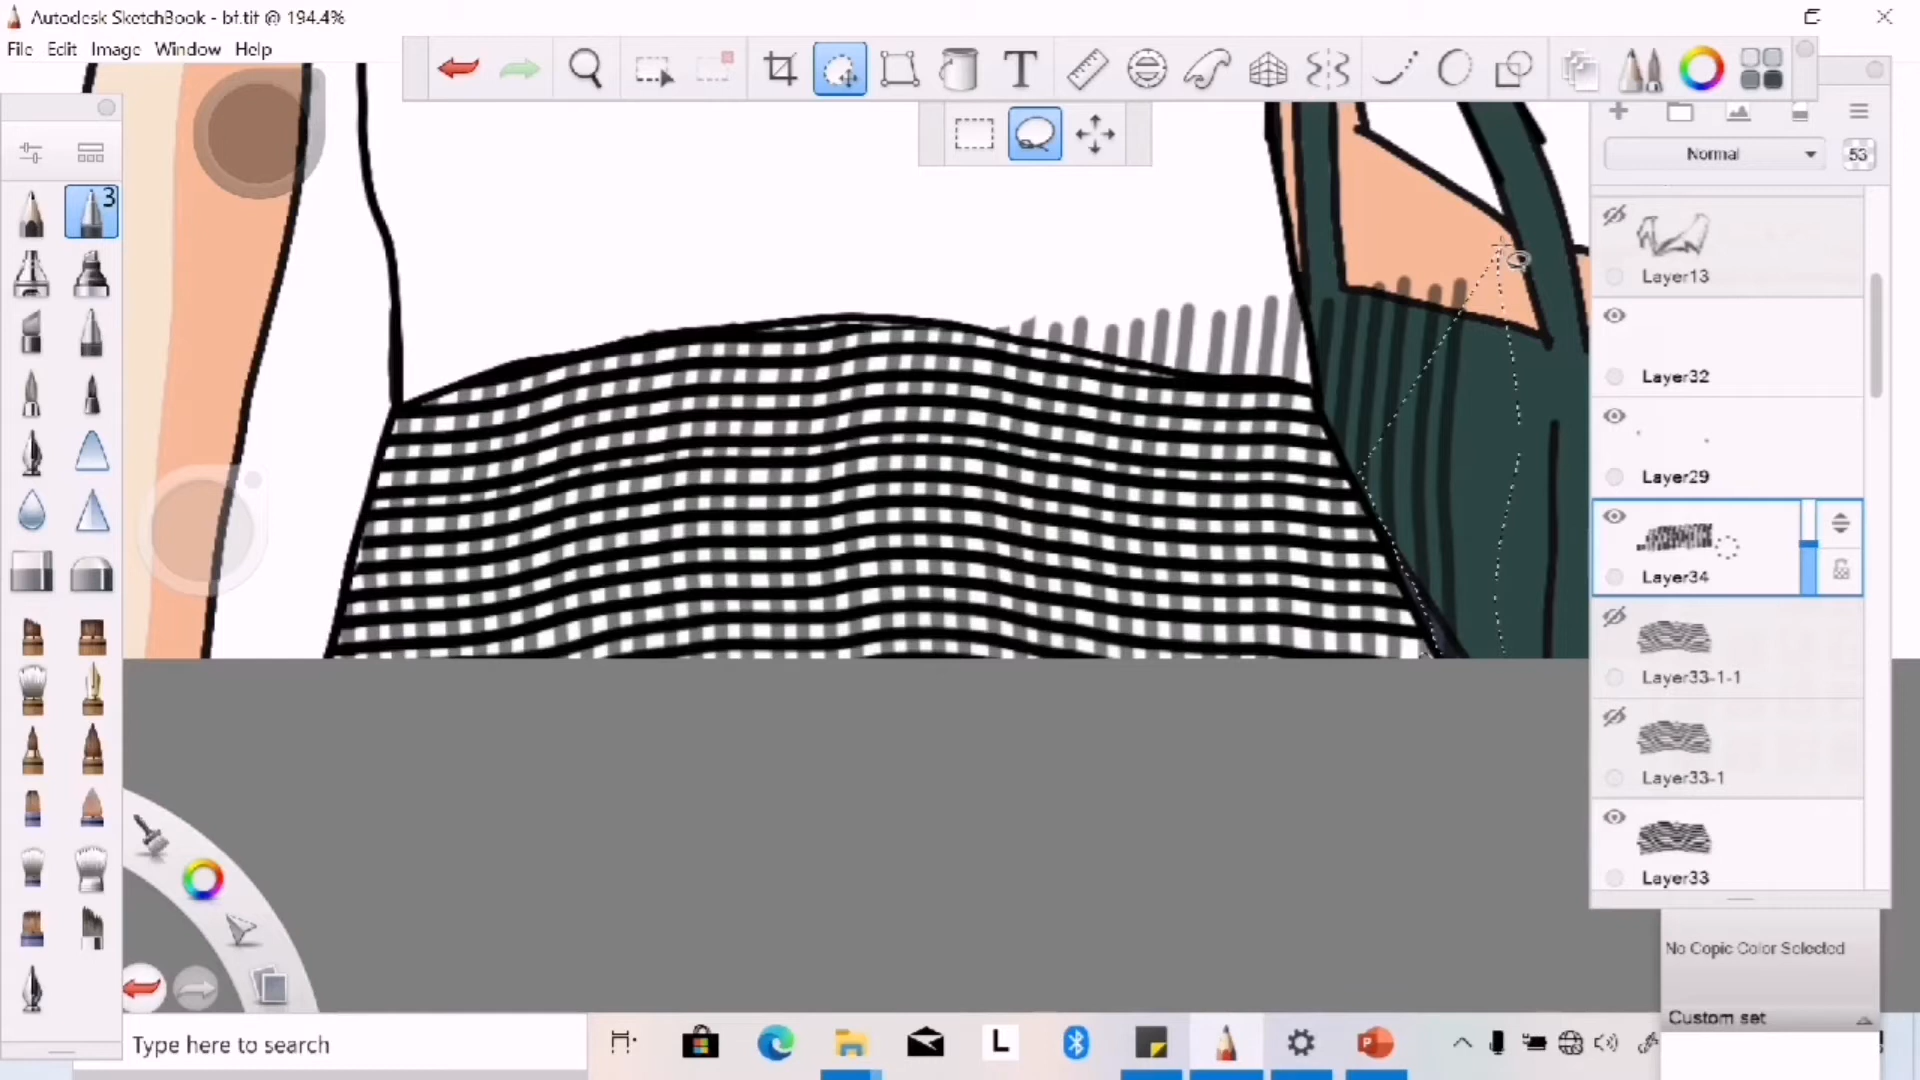 Autodesk SketchBook - bf.tif @ 194.4%
File Edit Image Window Help
T
Normal
53
3
Layer13
Layer32
Layer29
Layer34
Layer33-1-1
Layer33-1
Layer33
No Copic Color Selected
Custom set
Type here to search
L